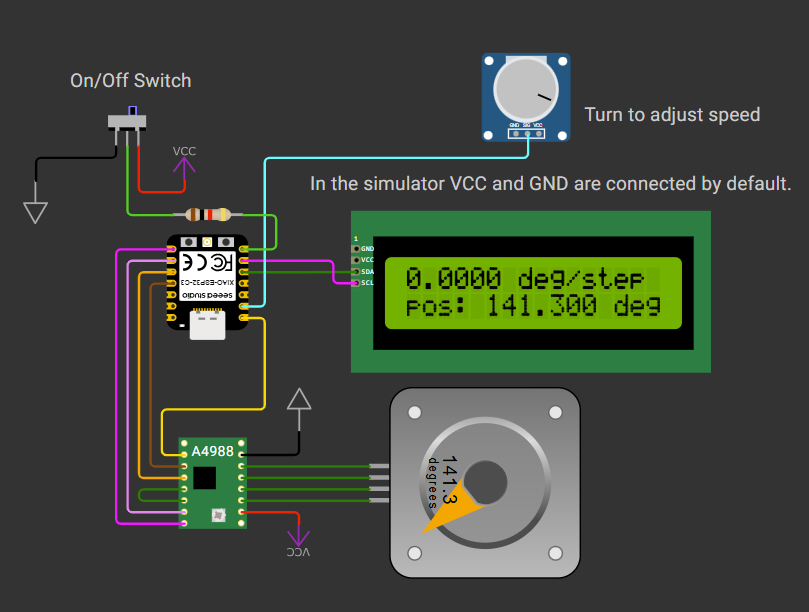 On/Off Switch
Turn to adjust speed
GND SIG VCC
VCC
In the simulator VCC and GND are connected by default.
1
GND
VCC
SDA
SCL
0.0000 deg/step
pos: 141.300 deg
FCC CE
XIAO-ESP32-C3
seeed studio
A4988
141.3
degrees
VCC